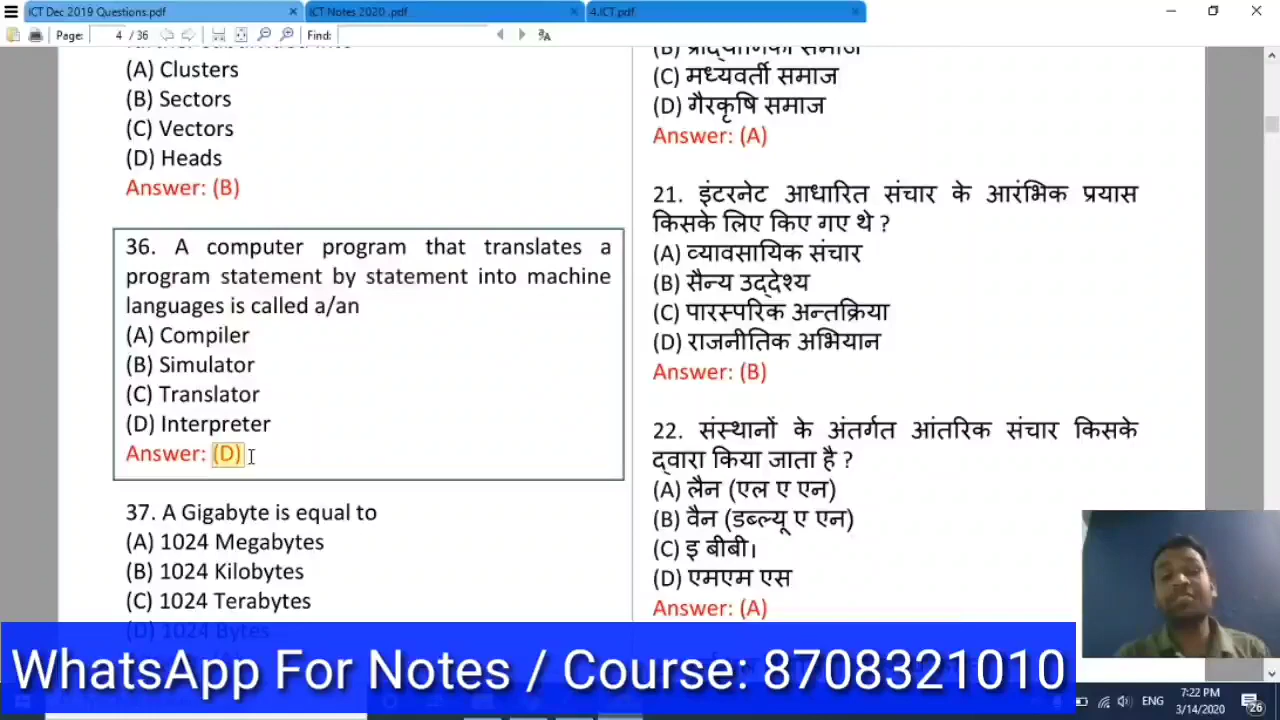 ICT Dec 2019 Questions.pdf
ICT Notes 2020 .pdf
4.ICT.pdf
Page: 4 / 36
Find:
(A) Clusters
(B) Sectors
(C) Vectors
(D) Heads
Answer: (B)
36. A computer program that translates a
program statement by statement into machine
languages is called a/an
(A) Compiler
(B) Simulator
(C) Translator
(D) Interpreter
Answer: (D)
37. A Gigabyte is equal to
(A) 1024 Megabytes
(B) 1024 Kilobytes
(C) 1024 Terabytes
(D) 1024 Bytes
(B) प्रौद्योगिकी समाज
(C) मध्यवर्ती समाज
(D) गैरकृषि समाज
Answer: (A)
21. इंटरनेट आधारित संचार के आरंभिक प्रयास
किसके लिए किए गए थे ?
(A) व्यावसायिक संचार
(B) सैन्य उद्देश्य
(C) पारस्परिक अन्तक्रिया
(D) राजनीतिक अभियान
Answer: (B)
22. संस्थानों के अंतर्गत आंतरिक संचार किसके
द्वारा किया जाता है ?
(A) लैन (एल ए एन)
(B) वैन (डब्ल्यू ए एन)
(C) इ बीबी।
(D) एमएम एस
Answer: (A)
WhatsApp For Notes / Course: 8708321010
ENG
7:22 PM
3/14/2020
26